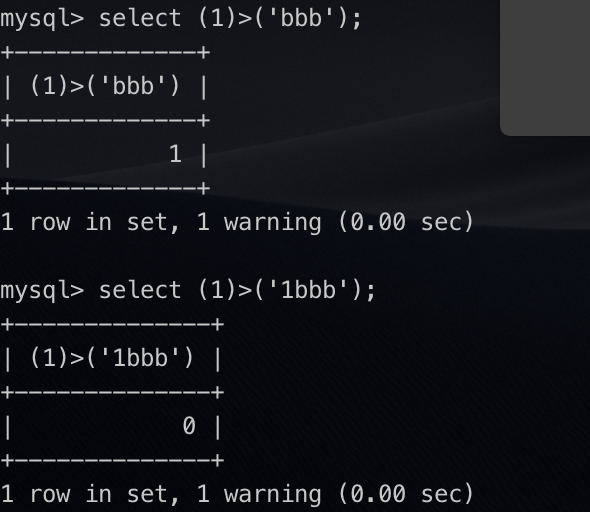 mysql> select (1)>('bbb');
+-------------+
| (1)>('bbb') |
+-------------+
|           1 |
+-------------+
1 row in set, 1 warning (0.00 sec)

mysql> select (1)>('1bbb');
+--------------+
| (1)>('1bbb') |
+--------------+
|            0 |
+--------------+
1 row in set, 1 warning (0.00 sec)